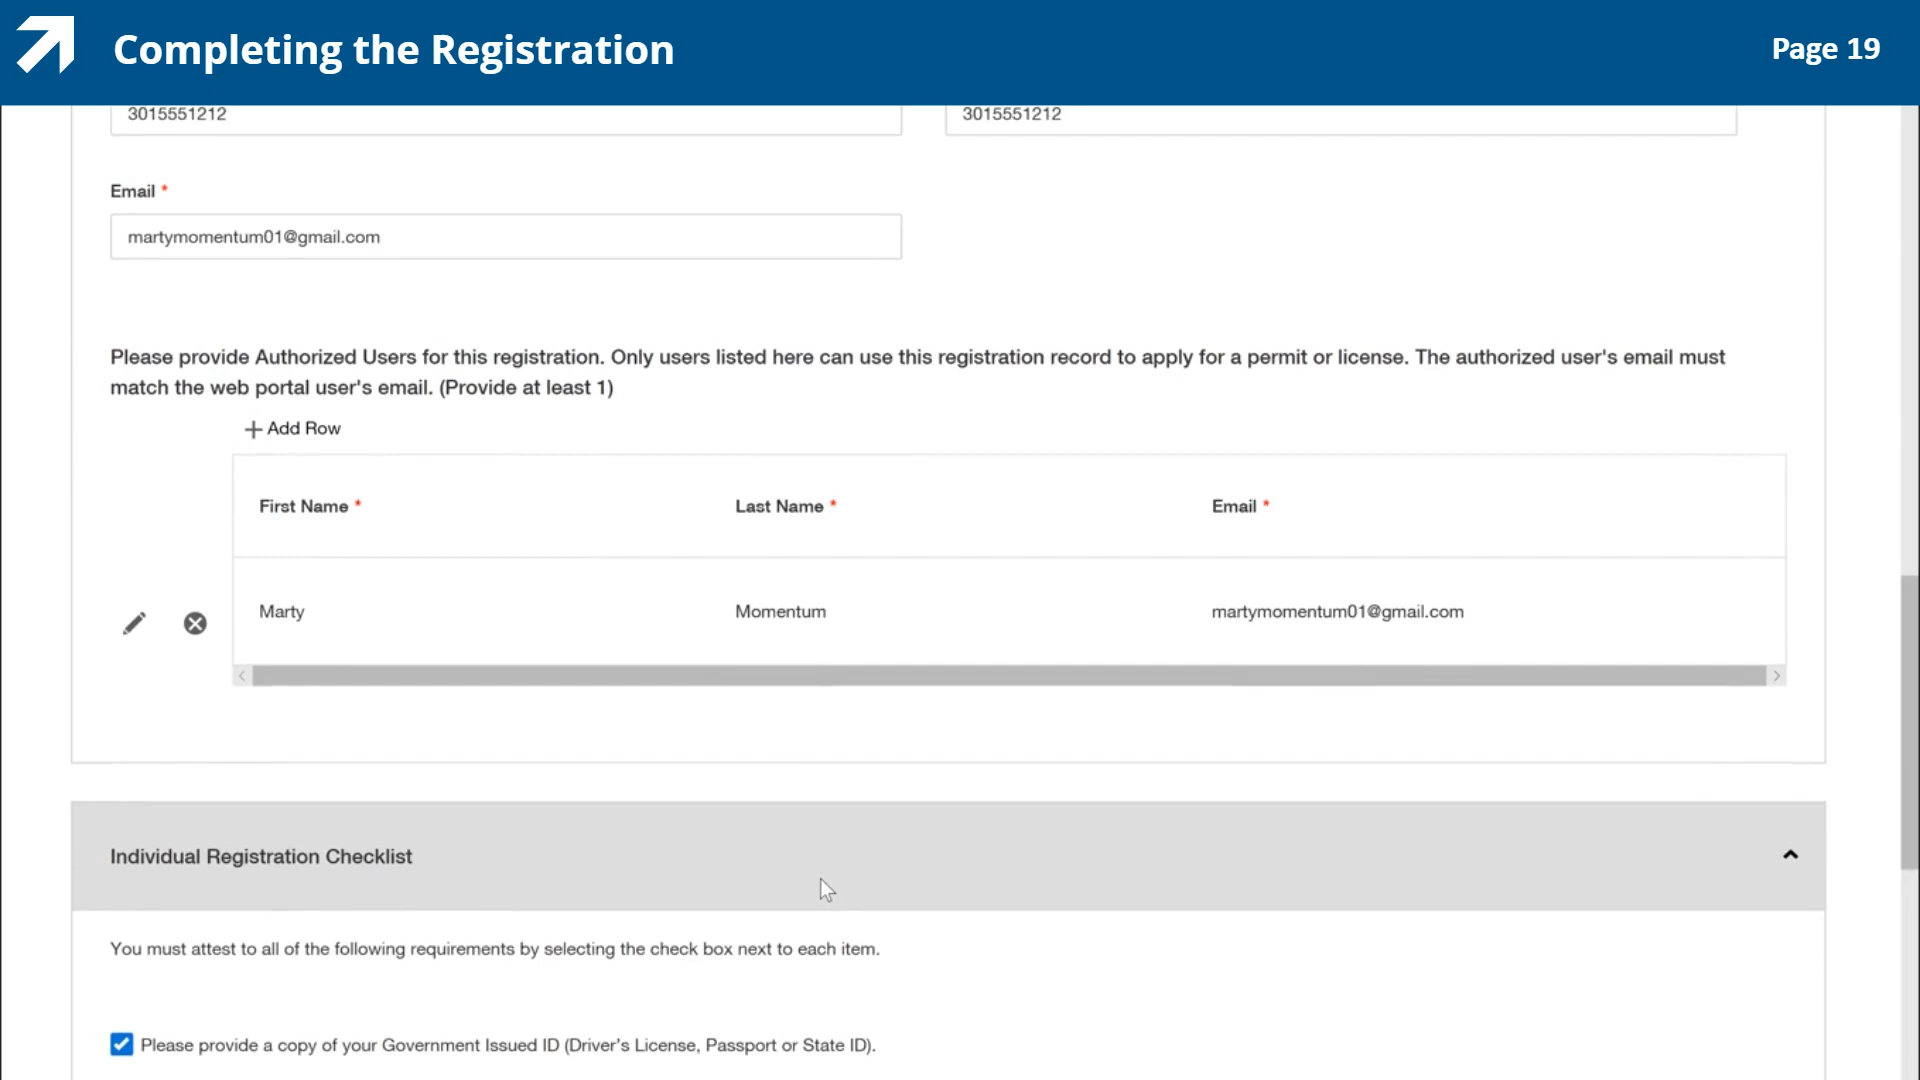 Completing the Registration
Page 19
3015551212
3015551212
Email *
martymomentum01@gmail.com
Please provide Authorized Users for this registration. Only users listed here can use this registration record to apply for a permit or license. The authorized user's email must
match the web portal user's email. (Provide at least 1)
Add Row
First Name * Last Name * Email *
Marty Momentum martymomentum01@gmail.com
Individual Registration Checklist
You must attest to all of the following requirements by selecting the check box next to each item.
Please provide a copy of your Government Issued ID (Driver's License, Passport or State ID).